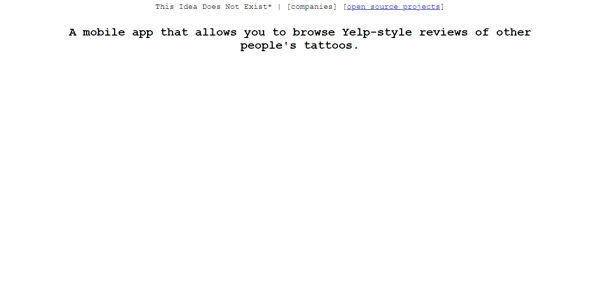 This Idea Does Not Exist* | [companies] [open source projects]
A mobile app that allows you to browse Yelp-style reviews of other
people's tattoos.